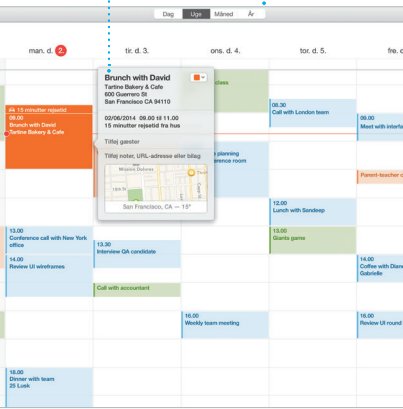 Dag Uge Måned År
man. d. 2.
tir. d. 3.
ons. d. 4.
tor. d. 5.
fre. d
15 minutter rejsetid
09.00
Brunch with David
Tartine Bakery & Cafe
13.00
Conference call with New York
office
14.00
Review UI wireframes
18.00
Dinner with team
25 Lusk
Brunch with David
Tartine Bakery & Cafe
600 Guerrero St
San Francisco CA 94110
02/06/2014 09.00 til 11.00
15 minutter rejsetid fra hus
Tilføj gæster
Tilføj noter, URL-adresse eller bilag
Mission Dolores
18th St
San Francisco, CA — 15°
13.30
Interview QA candidate
Call with accountant
class
planning
erence room
16.00
Weekly team meeting
08.30
Call with London team
12.00
Lunch with Sandeep
13.00
Giants game
09.00
Meet with interfa
Parent-teacher c
14.00
Coffee with Diane
Gabrielle
16.00
Review UI round